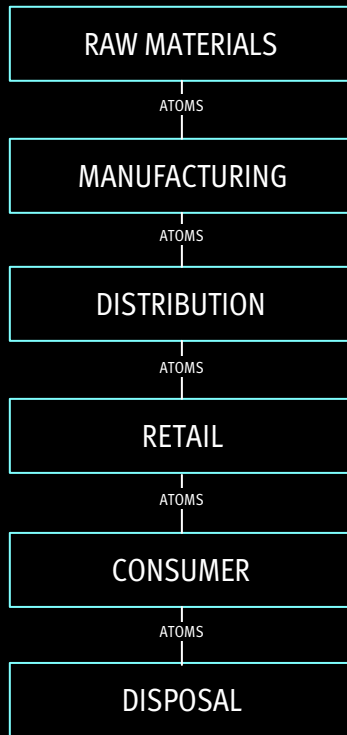 RAW MATERIALS
ATOMS
MANUFACTURING
ATOMS
DISTRIBUTION
ATOMS
RETAIL
ATOMS
CONSUMER
ATOMS
DISPOSAL